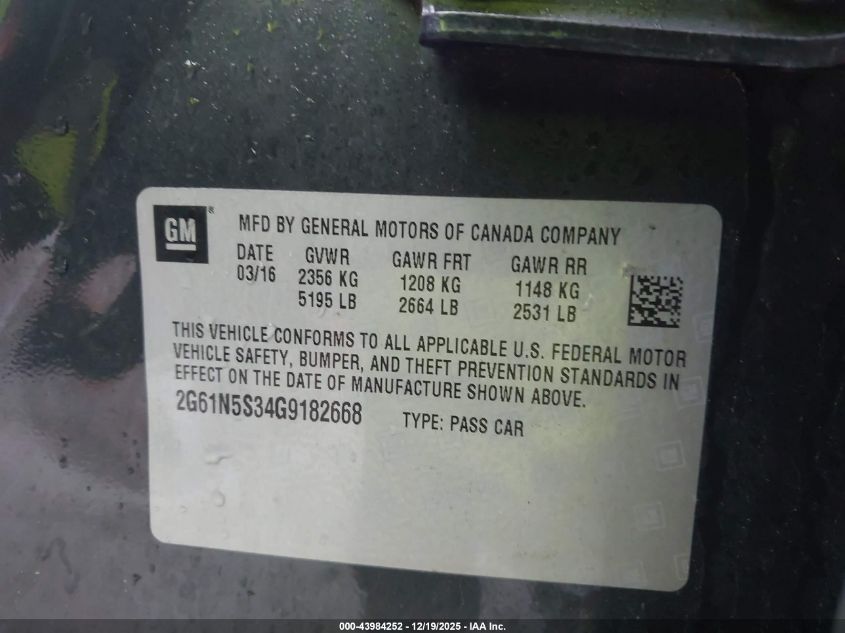 GM ®
MFD BY GENERAL MOTORS OF CANADA COMPANY
DATE GVWR GAWR FRT GAWR RR
03/16 2356 KG 1208 KG 1148 KG
5195 LB 2664 LB 2531 LB
THIS VEHICLE CONFORMS TO ALL APPLICABLE U.S. FEDERAL MOTOR
VEHICLE SAFETY, BUMPER, AND THEFT PREVENTION STANDARDS IN
EFFECT ON THE DATE OF MANUFACTURE SHOWN ABOVE.
2G61N5S34G9182668 TYPE: PASS CAR
000-43984252 - 12/19/2025 - IAA Inc.